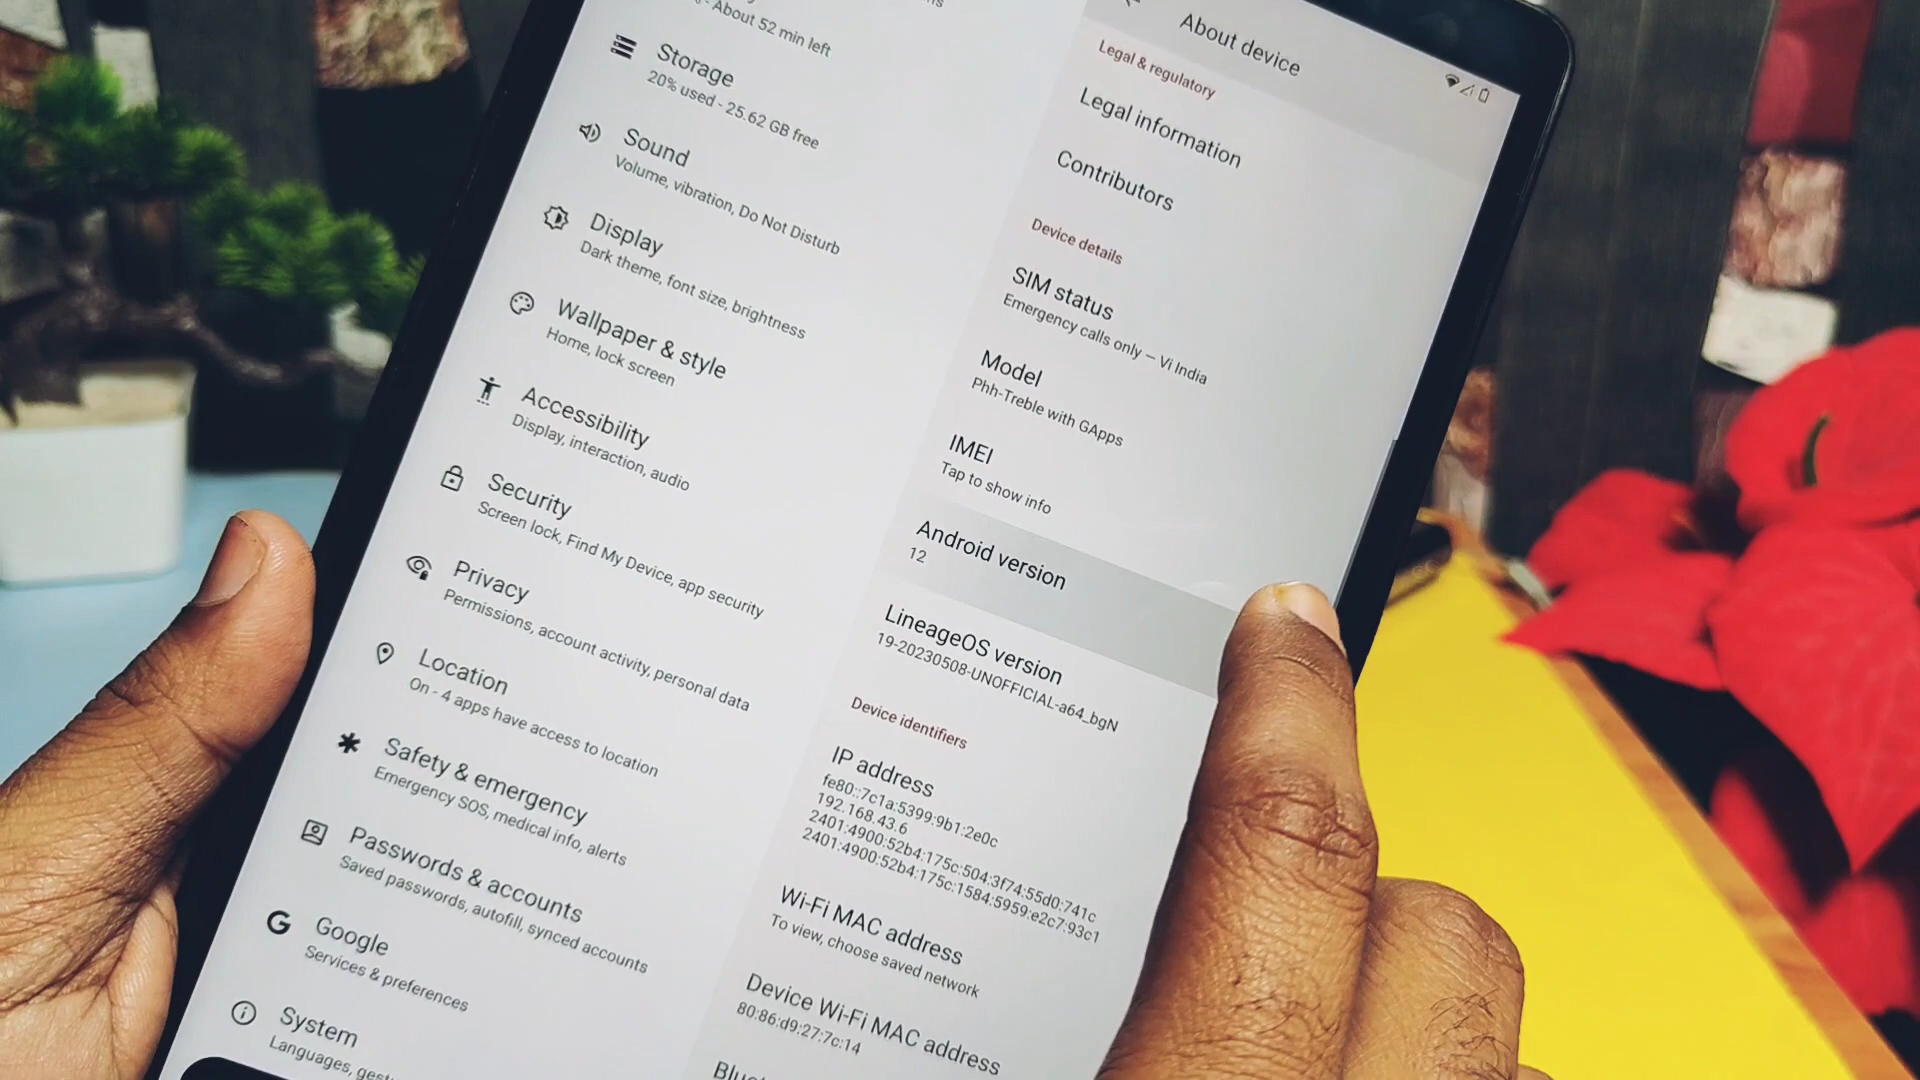 About 52 min left
Storage
20% used - 25.62 GB free
Sound
Volume, vibration, Do Not Disturb
Display
Dark theme, font size, brightness
Wallpaper & style
Home, lock screen
Accessibility
Display, interaction, audio
Security
Screen lock, Find My Device, app security
Privacy
Permissions, account activity, personal data
Location
On - 4 apps have access to location
Safety & emergency
Emergency SOS, medical info, alerts
Passwords & accounts
Saved passwords, autofill, synced accounts
Google
Services & preferences
System
Languages,
About device
Legal & regulatory
Legal information
Contributors
Device details
SIM status
Emergency calls only – Vi India
Model
Phh-Treble with GApps
IMEI
Tap to show info
Android version
12
LineageOS version
19-20230508-UNOFFICIAL-a64_bgN
Device identifiers
IP address
fe80::7c1a:5399:9b1:2e0c
192.168.43.6
2401:4900:52b4:175c:504:3f74:55d0:741c
2401:4900:52b4:175c:1584:5959:e2c7:93c1
Wi-Fi MAC address
To view, choose saved network
Device Wi-Fi MAC address
80:86:d9:27:7c:14